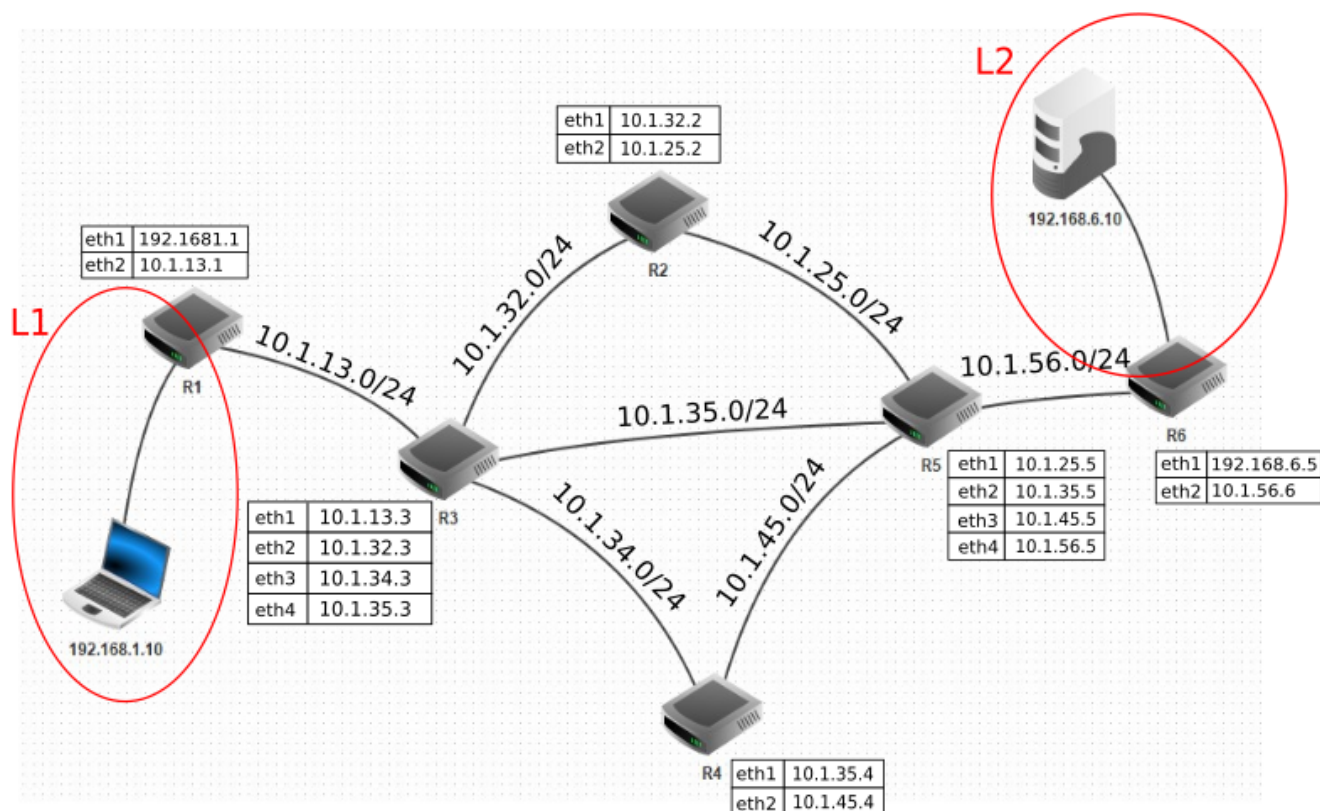 L2
eth1 10.1.32.2
eth2 10.1.25.2
192.168.6.10
R2
eth1 192.1681.1
eth2 10.1.13.1
L1
R1
10.1.13.0/24
10.1.32.0/24
10.1.25.0/24
10.1.56.0/24
10.1.35.0/24
R6
eth1 192.168.6.5
eth2 10.1.56.6
R5
eth1 10.1.25.5
eth2 10.1.35.5
eth3 10.1.45.5
eth4 10.1.56.5
R3
eth1 10.1.13.3
eth2 10.1.32.3
eth3 10.1.34.3
eth4 10.1.35.3
10.1.34.0/24
10.1.45.0/24
192.168.1.10
R4
eth1 10.1.35.4
eth2 10.1.45.4